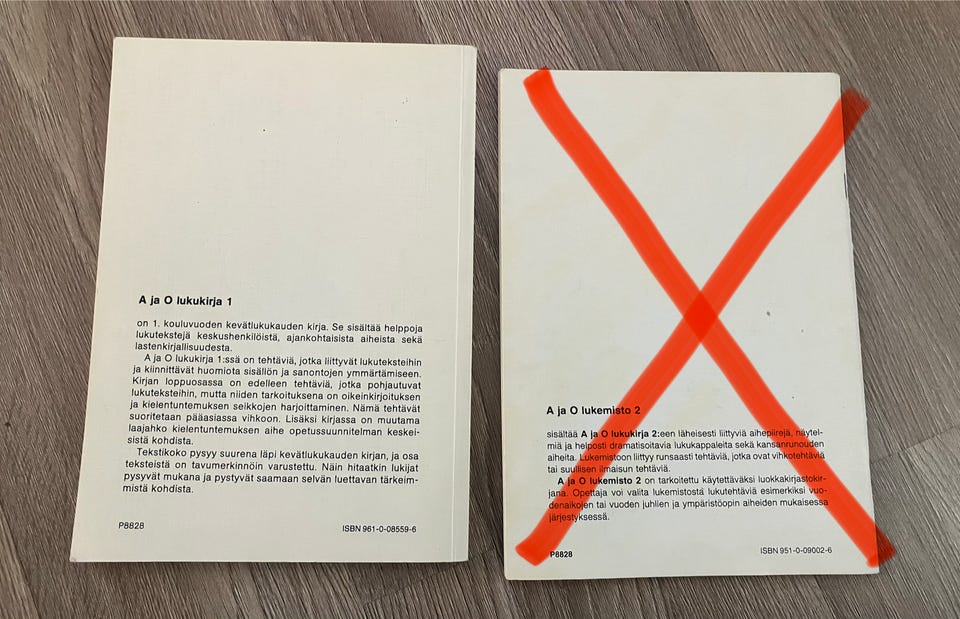 A ja O lukukirja 1
on 1. kouluvuoden kevätlukukauden kirja. Se sisältää helppoja
lukutekstejä keskushenkilöistä, ajankohtaisista aiheista sekä
lastenkirjallisuudesta.
A ja O lukukirja 1:ssä on tehtäviä, jotka liittyvät lukuteksteihin
ja kiinnittävät huomiota sisällön ja sanontojen ymmärtämiseen.
Kirjan loppuosassa on edelleen tehtäviä, jotka pohjautuvat
lukuteksteihin, mutta niiden tarkoituksena on oikeinkirjoituksen
ja kielentuntemuksen seikkojen harjoittaminen. Nämä tehtävät
suoritetaan pääasiassa vihkoon. Lisäksi kirjassa on muutama
laajahko kielentuntemuksen aihe opetussuunnitelman keskei-
sistä kohdista.
Tekstikoko pysyy suurena läpi kevätlukukauden kirjan, ja osa
teksteistä on tavumerkinnöin varustettu. Näin hitaatkin lukijat
pysyvät mukana ja pystyvät saamaan selvän luettavan tärkeim-
mistä kohdista.
P8828
ISBN 961-0-08559-6
A ja O lukemisto 2
sisältää A ja O lukukirja 2:een läheisesti liittyviä aihepiirejä, näytel-
miä ja helposti dramatisoitavia lukukappaleita sekä kansanrunouden
aiheita. Lukemistoon liittyy runsaasti tehtäviä, jotka ovat vihkotehtäviä
tai suullisen ilmaisun tehtäviä.
A ja O lukemisto 2 on tarkoitettu käytettäväksi luokkakirjastokir-
jana. Opettaja voi valita lukemistosta lukutehtäviä esimerkiksi vuo-
denaikojen tai vuoden juhlien ja ympäristöopin aiheiden mukaisessa
järjestyksessä.
P8828
ISBN 951-0-09002-6